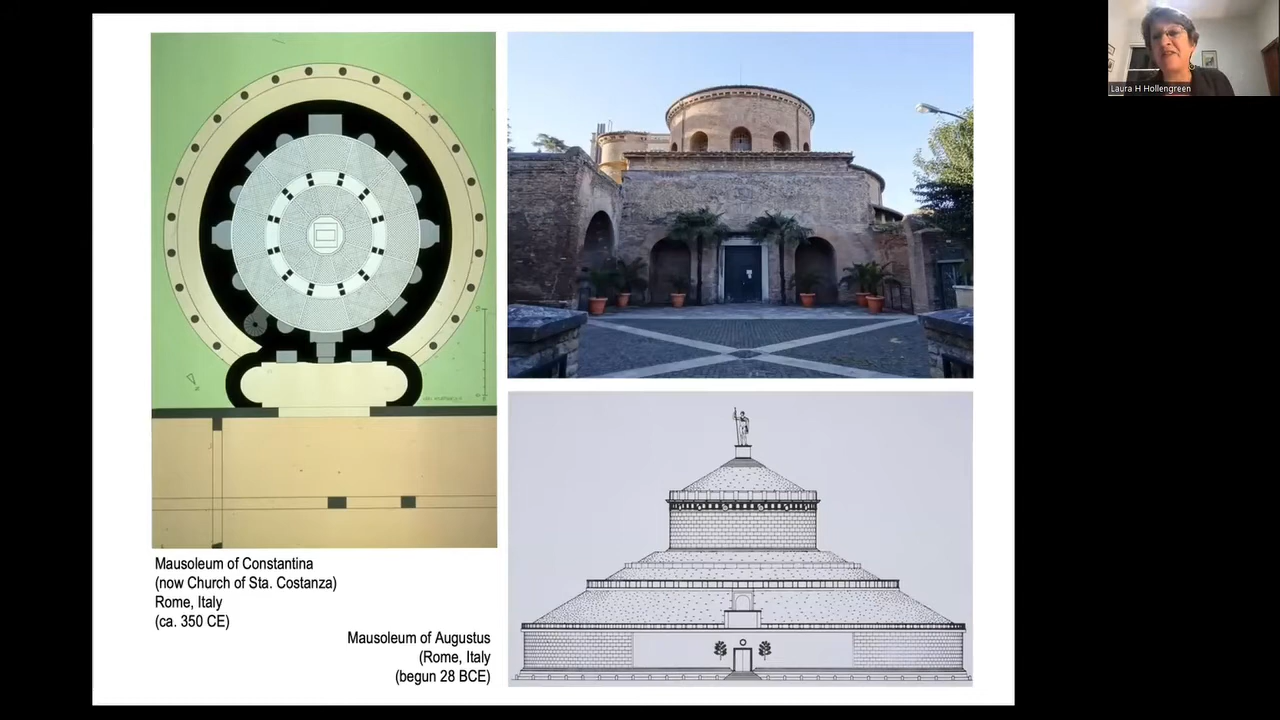 Laura H Hollengreen
Mausoleum of Constantina
(now Church of Sta. Costanza)
Rome, Italy
(ca. 350 CE)
Mausoleum of Augustus
(Rome, Italy
(begun 28 BCE)